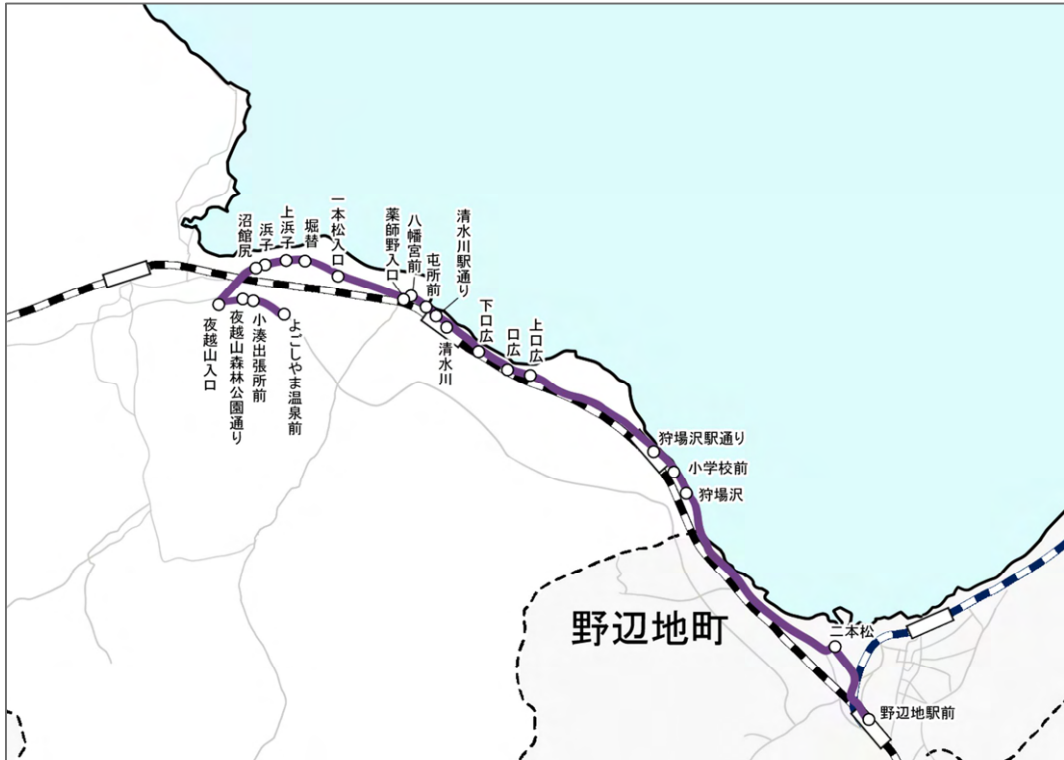 沼館尻
浜子
上浜子
堀替
一本松入口
薬師野入口
八幡宮前
屯所前
清水川駅通り
清水川
下口広
口広
上口広
夜越山入口
夜越山森林公園通り
小湊出張所前
よごしやま温泉前
狩場沢駅通り
小学校前
狩場沢
野辺地町
二本松
野辺地駅前